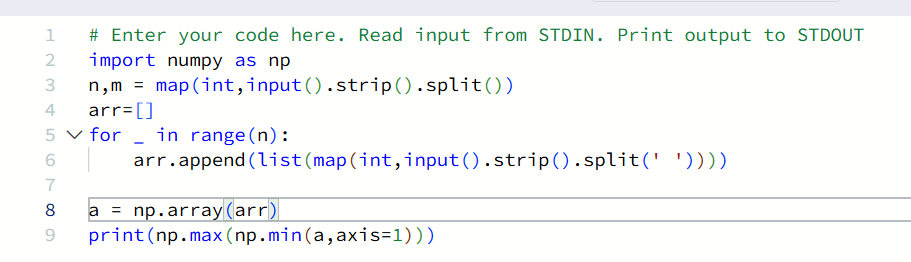 1 # Enter your code here. Read input from STDIN. Print output to STDOUT
2 import numpy as np
3 n,m = map(int,input().strip().split())
4 arr=[]
5 for _ in range(n):
6     arr.append(list(map(int,input().strip().split(' '))))
7
8 a = np.array(arr)
9 print(np.max(np.min(a,axis=1)))